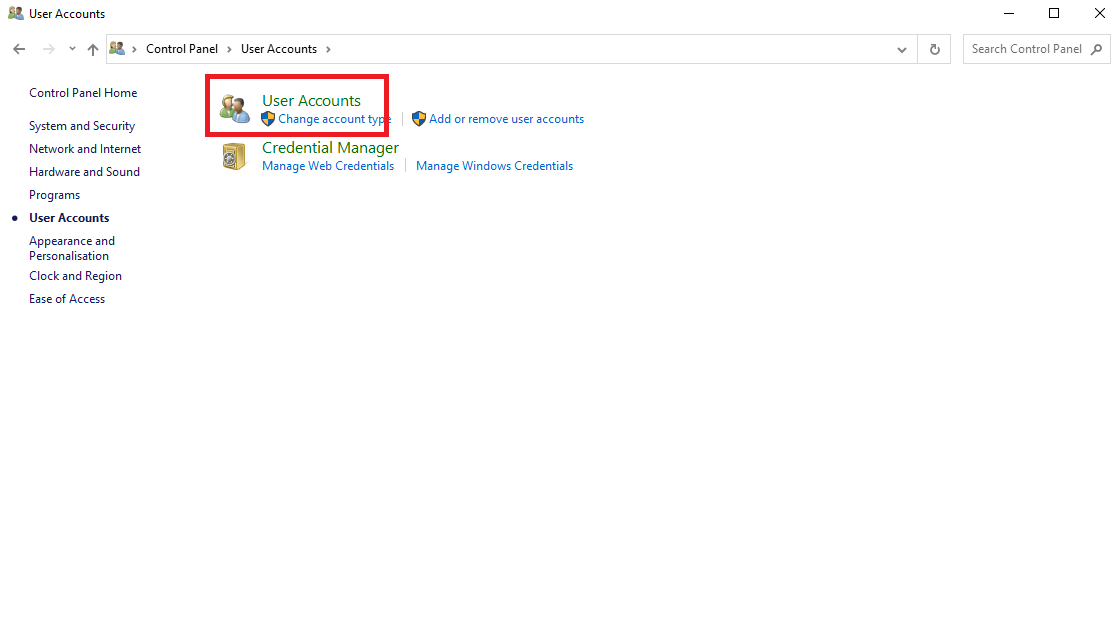 User Accounts
Control Panel User Accounts
Search Control Panel
Control Panel Home
System and Security
Network and Internet
Hardware and Sound
Programs
User Accounts
Appearance and
Personalisation
Clock and Region
Ease of Access
User Accounts
Change account type Add or remove user accounts
Credential Manager
Manage Web Credentials Manage Windows Credentials